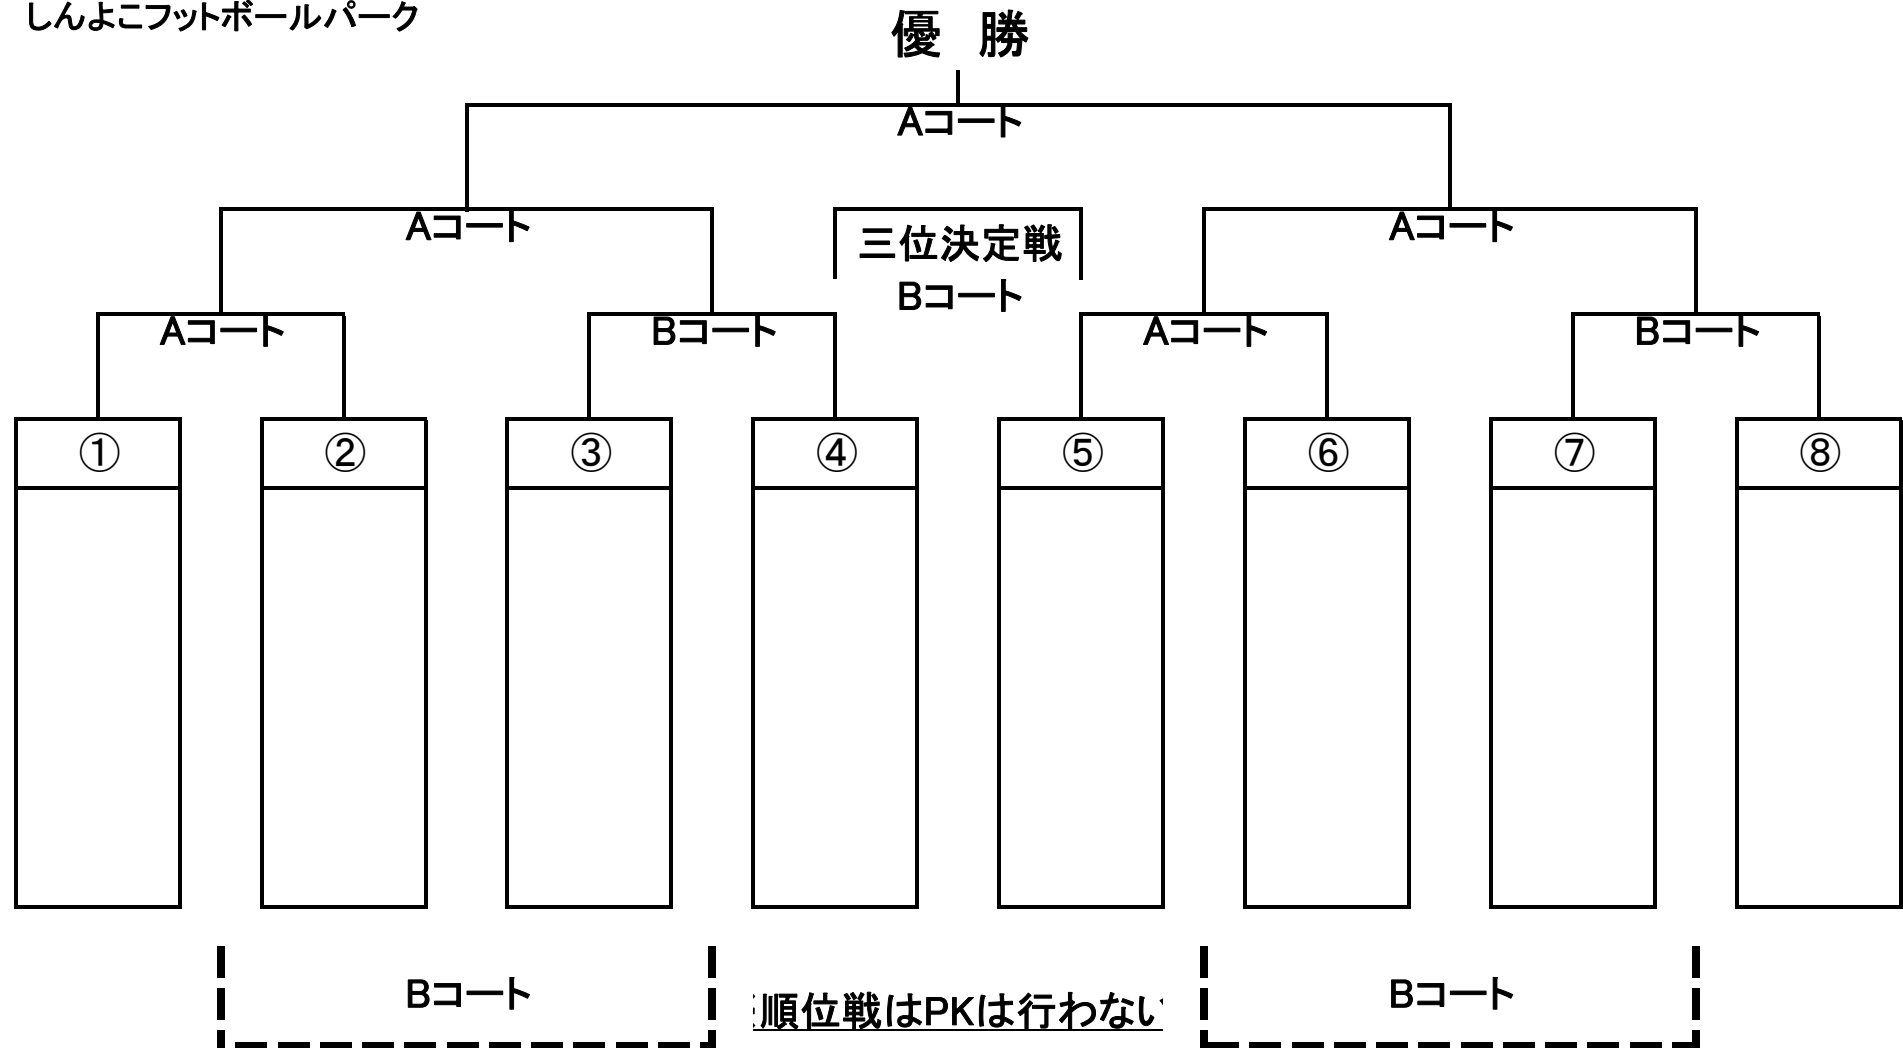 しんよこフットボールパーク
優　勝
Aコート
Aコート
Aコート
三位決定戦
Bコート
Aコート
Bコート
Aコート
Bコート
① ② ③ ④ ⑤ ⑥ ⑦ ⑧
Bコート
Bコート
順位戦はPKは行わない